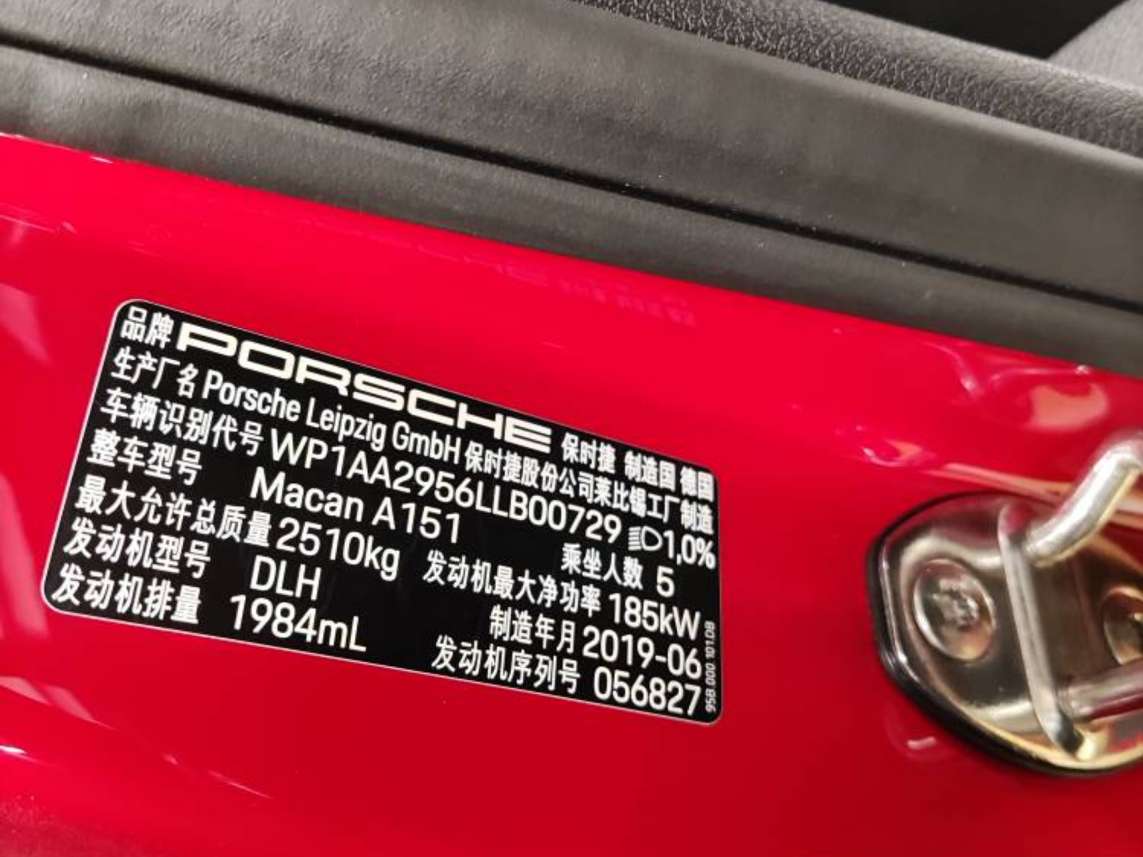 品牌 PORSCHE 保时捷 制造国 德国
生产厂名 Porsche Leipzig GmbH 保时捷股份公司莱比锡工厂制造
车辆识别代号 WP1AA2956LLB00729 1,0%
整车型号 Macan A151 乘坐人数 5
最大允许总质量 2510kg 发动机最大净功率 185kW
发动机型号 DLH 制造年月 2019-06
发动机排量 1984mL 发动机序列号 056827
95B 000 101 DB